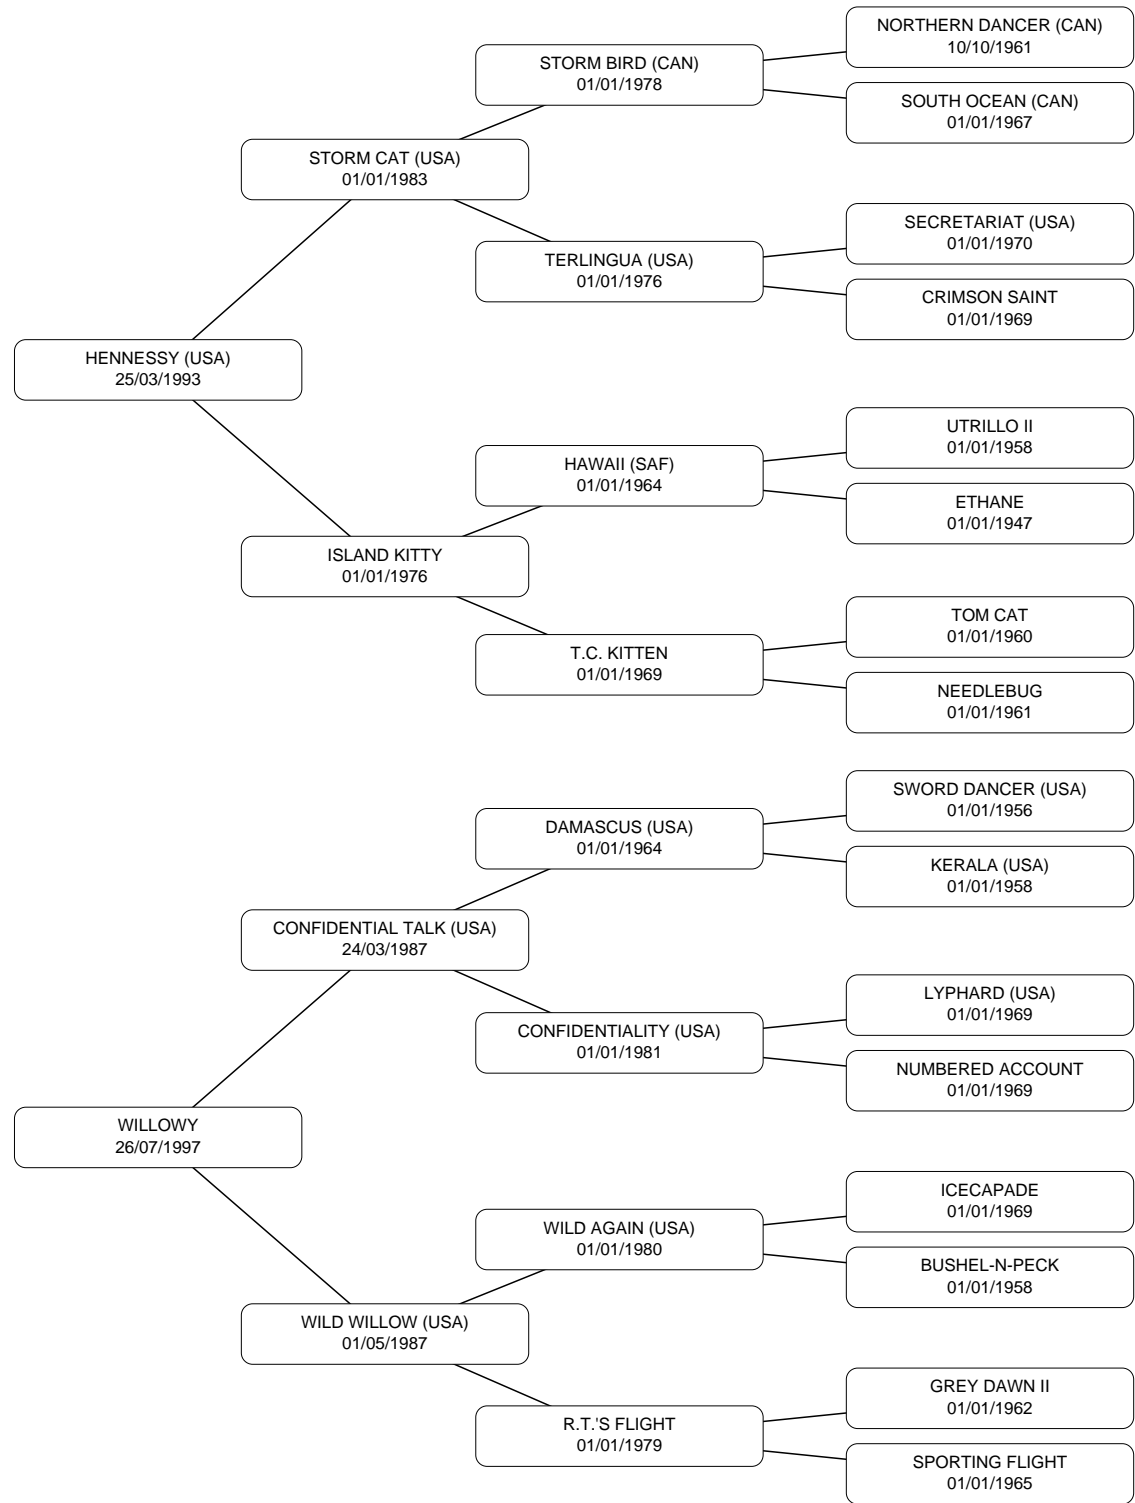 NORTHERN DANCER (CAN)
10/10/1961
STORM BIRD (CAN)
01/01/1978
SOUTH OCEAN (CAN)
01/01/1967
STORM CAT (USA)
01/01/1983
SECRETARIAT (USA)
01/01/1970
TERLINGUA (USA)
01/01/1976
CRIMSON SAINT
01/01/1969
HENNESSY (USA)
25/03/1993
UTRILLO II
01/01/1958
HAWAII (SAF)
01/01/1964
ETHANE
01/01/1947
ISLAND KITTY
01/01/1976
TOM CAT
01/01/1960
T.C. KITTEN
01/01/1969
NEEDLEBUG
01/01/1961
SWORD DANCER (USA)
01/01/1956
DAMASCUS (USA)
01/01/1964
KERALA (USA)
01/01/1958
CONFIDENTIAL TALK (USA)
24/03/1987
LYPHARD (USA)
01/01/1969
CONFIDENTIALITY (USA)
01/01/1981
NUMBERED ACCOUNT
01/01/1969
WILLOWY
26/07/1997
ICECAPADE
01/01/1969
WILD AGAIN (USA)
01/01/1980
BUSHEL-N-PECK
01/01/1958
WILD WILLOW (USA)
01/05/1987
GREY DAWN II
01/01/1962
R.T.'S FLIGHT
01/01/1979
SPORTING FLIGHT
01/01/1965